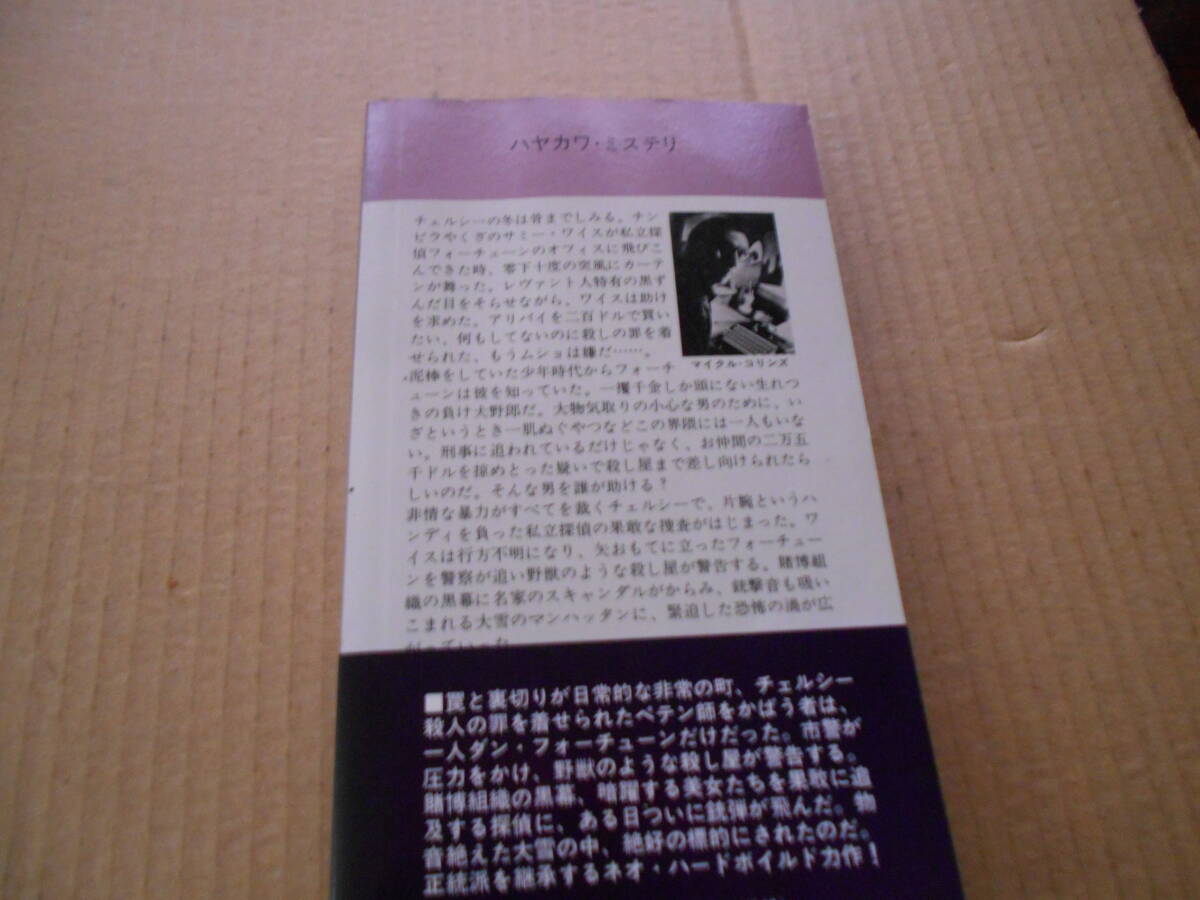 ハヤカワ・ミステリ
チェルシーの冬は骨までしみる。チン
ピラやくざのサミー・ワイスが私立探
偵フォーチューンのオフィスに飛びこ
んできた時、零下十度の突風にカーテ
ンが舞った。レヴァント人特有の黒ず
んだ目をそらせながら、ワイスは助け
を求めた。アリバイを二百ドルで買い
たい、何もしてないのに殺しの罪を着
せられた、もうムショは嫌だ……。
マイクル・コリンズ
泥棒をしていた少年時代からフォーチ
ューンは彼を知っていた。一攫千金しか頭にない生れつ
きの負け犬野郎だ。大物気取りの小心な男のために、い
ざというとき一肌ぬぐやつなどこの界隈には一人もいな
い。刑事に追われているだけじゃなく、お仲間の二万五
千ドルを掠めとった疑いで殺し屋まで差し向けられたら
しいのだ。そんな男を誰が助ける？
非情な暴力がすべてを裁くチェルシーで、片腕というハ
ンディを負った私立探偵の果敢な捜査がはじまった。ワ
イスは行方不明になり、矢おもてに立ったフォーチュー
ンを警察が追い野獣のような殺し屋が警告する。賭博組
織の黒幕に名家のスキャンダルがからみ、銃撃音も吸い
こまれる大雪のマンハッタンに、緊迫した恐怖の渦が広
がっていった
■罠と裏切りが日常的な非常の町、チェルシー
殺人の罪を着せられたペテン師をかばう者は、
一人ダン・フォーチューンだけだった。市警が
圧力をかけ、野獣のような殺し屋が警告する。
賭博組織の黒幕、暗躍する美女たちを果敢に追
及する探偵に、ある日ついに銃弾が飛んだ。物
音絶えた大雪の中、絶好の標的にされたのだ。
正統派を継承するネオ・ハードボイルド力作！